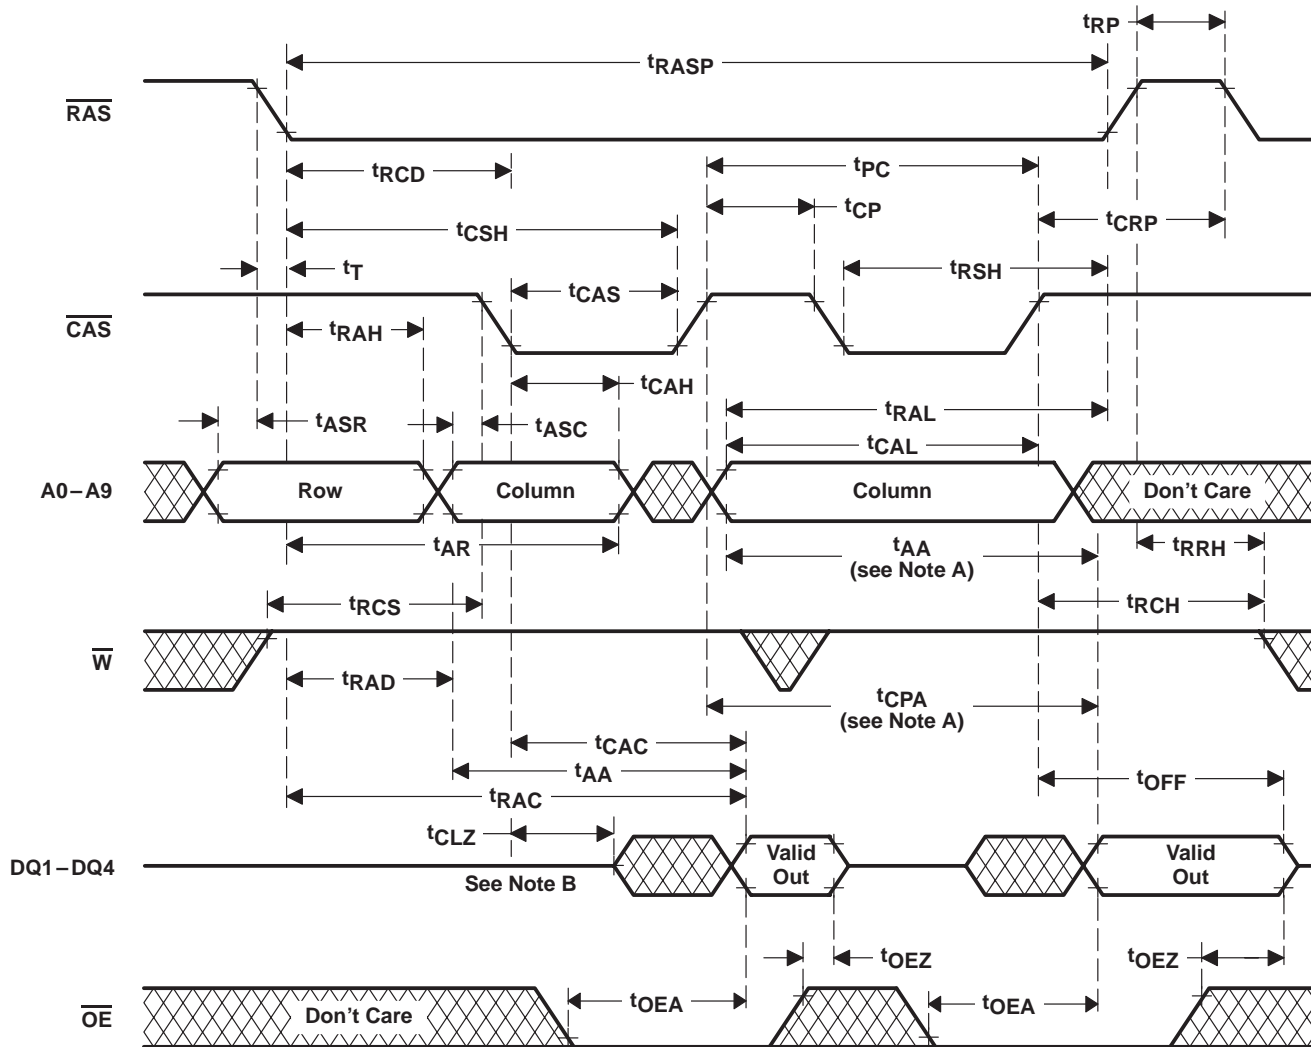 tRP
tRASP
RAS
tRCD
tPC
tCP
tCSH
tCRP
tT
tRSH
tCAS
CAS
tRAH
tCAH
tRAL
tASR
tASC
tCAL
A0–A9
Row
Column
Column
Don't Care
tAR
tAA
(see Note A)
tRRH
tRCS
tRCH
W
tRAD
tCPA
(see Note A)
tCAC
tAA
tOFF
tRAC
tCLZ
DQ1–DQ4
See Note B
Valid
Out
Valid
Out
tOEZ
tOEZ
OE
Don't Care
tOEA
tOEA